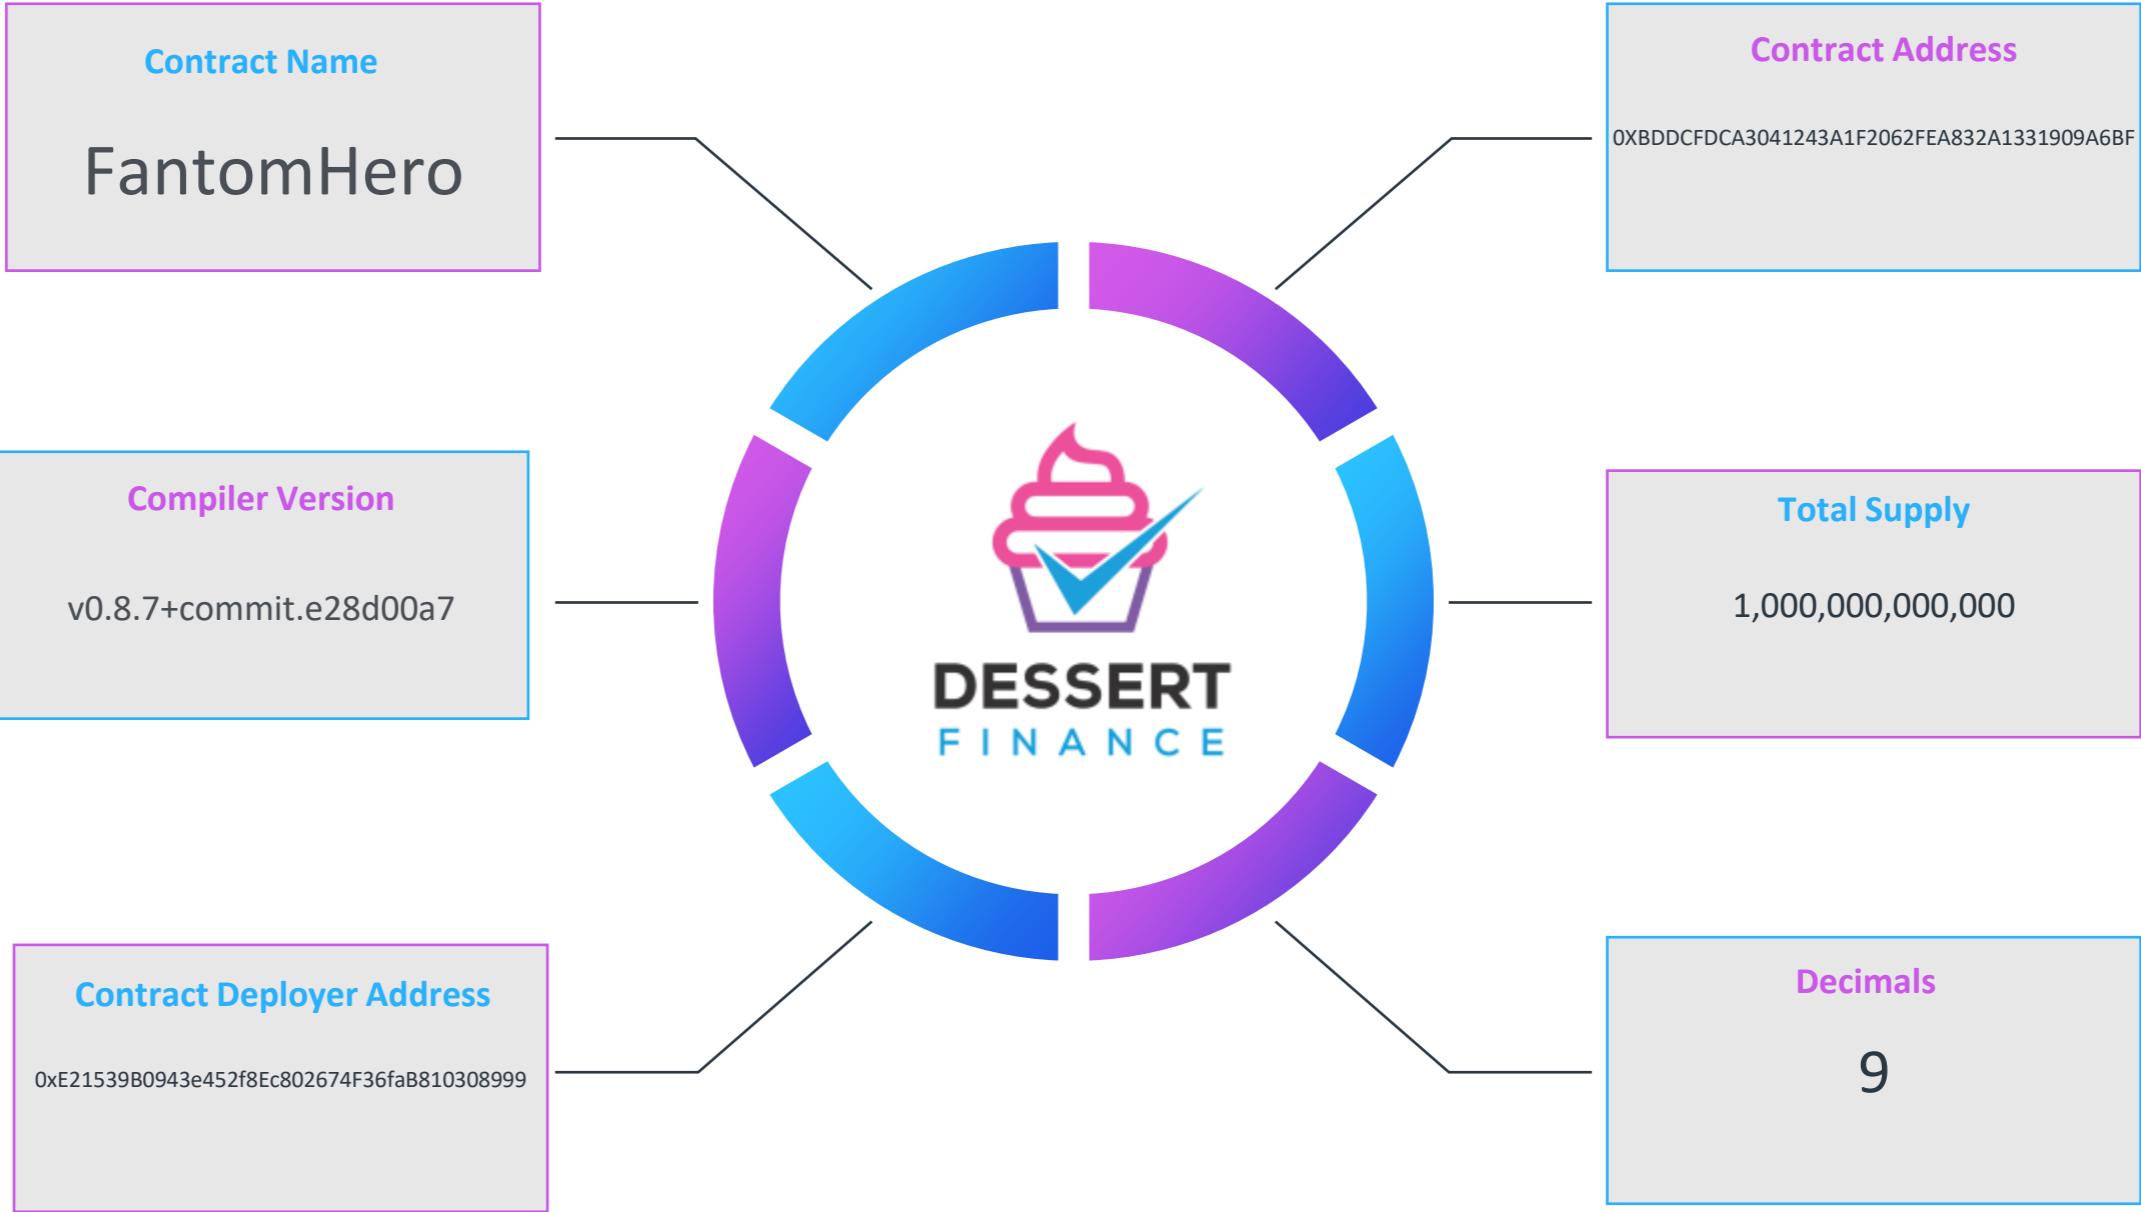 Contract Name
FantomHero
Contract Address
0XBDDCFDCA3041243A1F2062FEA832A1331909A6BF
Compiler Version
v0.8.7+commit.e28d00a7
DESSERT
FINANCE
Total Supply
1,000,000,000,000
Contract Deployer Address
0xE21539B0943e452f8Ec802674F36faB810308999
Decimals
9